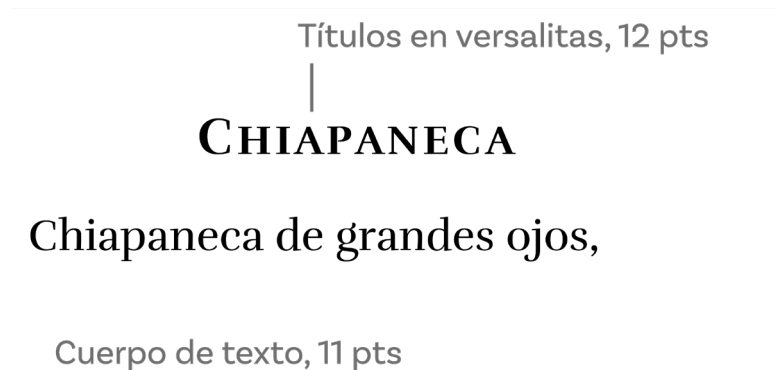 Títulos en versalitas, 12 pts
Chiapaneca
Chiapaneca de grandes ojos,
Cuerpo de texto, 11 pts